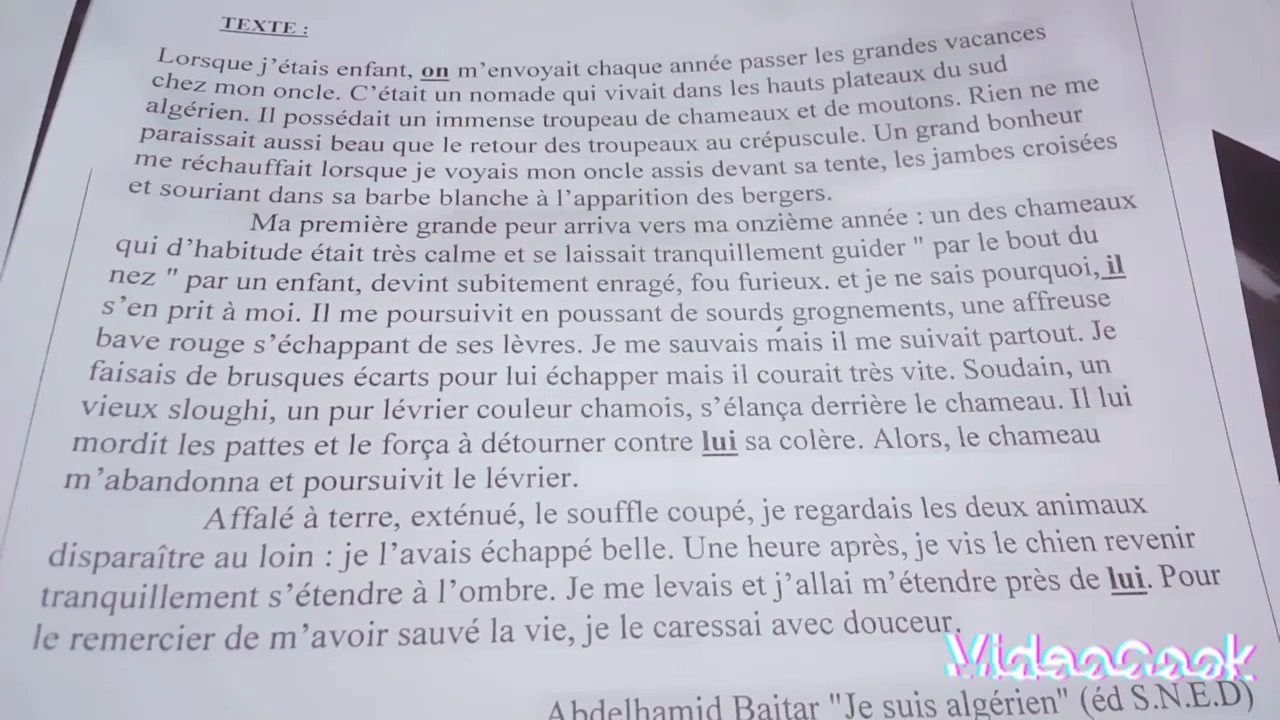 TEXTE :
Lorsque j'étais enfant, on m'envoyait chaque année passer les grandes vacances
chez mon oncle. C'était un nomade qui vivait dans les hauts plateaux du sud
algérien. Il possédait un immense troupeau de chameaux et de moutons. Rien ne me
paraissait aussi beau que le retour des troupeaux au crépuscule. Un grand bonheur
me réchauffait lorsque je voyais mon oncle assis devant sa tente, les jambes croisées
et souriant dans sa barbe blanche à l'apparition des bergers.
Ma première grande peur arriva vers ma onzième année : un des chameaux
qui d'habitude était très calme et se laissait tranquillement guider " par le bout du
nez " par un enfant, devint subitement enragé, fou furieux. et je ne sais pourquoi, il
s'en prit à moi. Il me poursuivit en poussant de sourds grognements, une affreuse
bave rouge s'échappant de ses lèvres. Je me sauvais mais il me suivait partout. Je
faisais de brusques écarts pour lui échapper mais il courait très vite. Soudain, un
vieux sloughi, un pur lévrier couleur chamois, s'élança derrière le chameau. Il lui
mordit les pattes et le força à détourner contre lui sa colère. Alors, le chameau
m'abandonna et poursuivit le lévrier.
Affalé à terre, exténué, le souffle coupé, je regardais les deux animaux
disparaître au loin : je l'avais échappé belle. Une heure après, je vis le chien revenir
tranquillement s'étendre à l'ombre. Je me levais et j'allai m'étendre près de lui. Pour
le remercier de m'avoir sauvé la vie, je le caressai avec douceur.
VideoCook
Abdelhamid Baitar "Je suis algérien" (éd S.N.E.D)